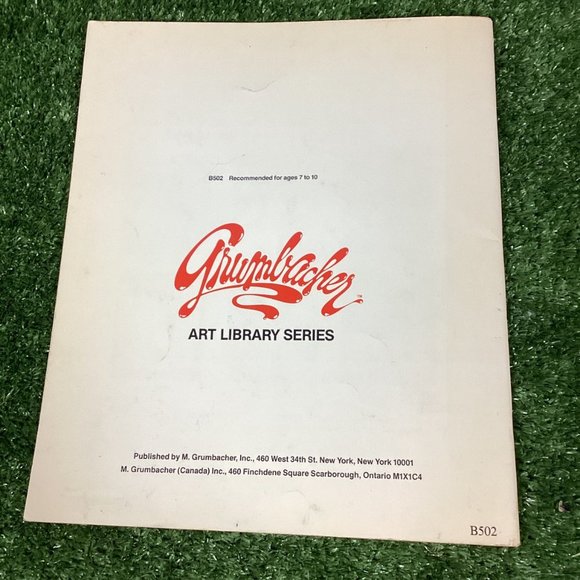 B502 Recommended for ages 7 to 10
Grumbacher™
ART LIBRARY SERIES
Published by M. Grumbacher, Inc., 460 West 34th St. New York, New York 10001
M. Grumbacher (Canada) Inc., 460 Finchdene Square Scarborough, Ontario M1X1C4
B502